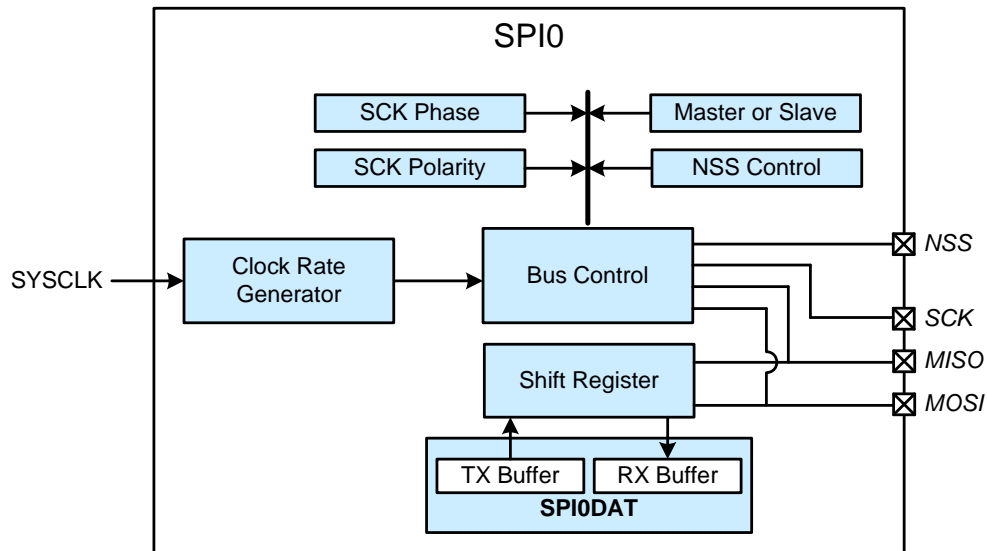 SPI0
SCK Phase
Master or Slave
SCK Polarity
NSS Control
SYSCLK
Clock Rate
Generator
Bus Control
NSS
SCK
Shift Register
MISO
MOSI
TX Buffer
RX Buffer
SPI0DAT